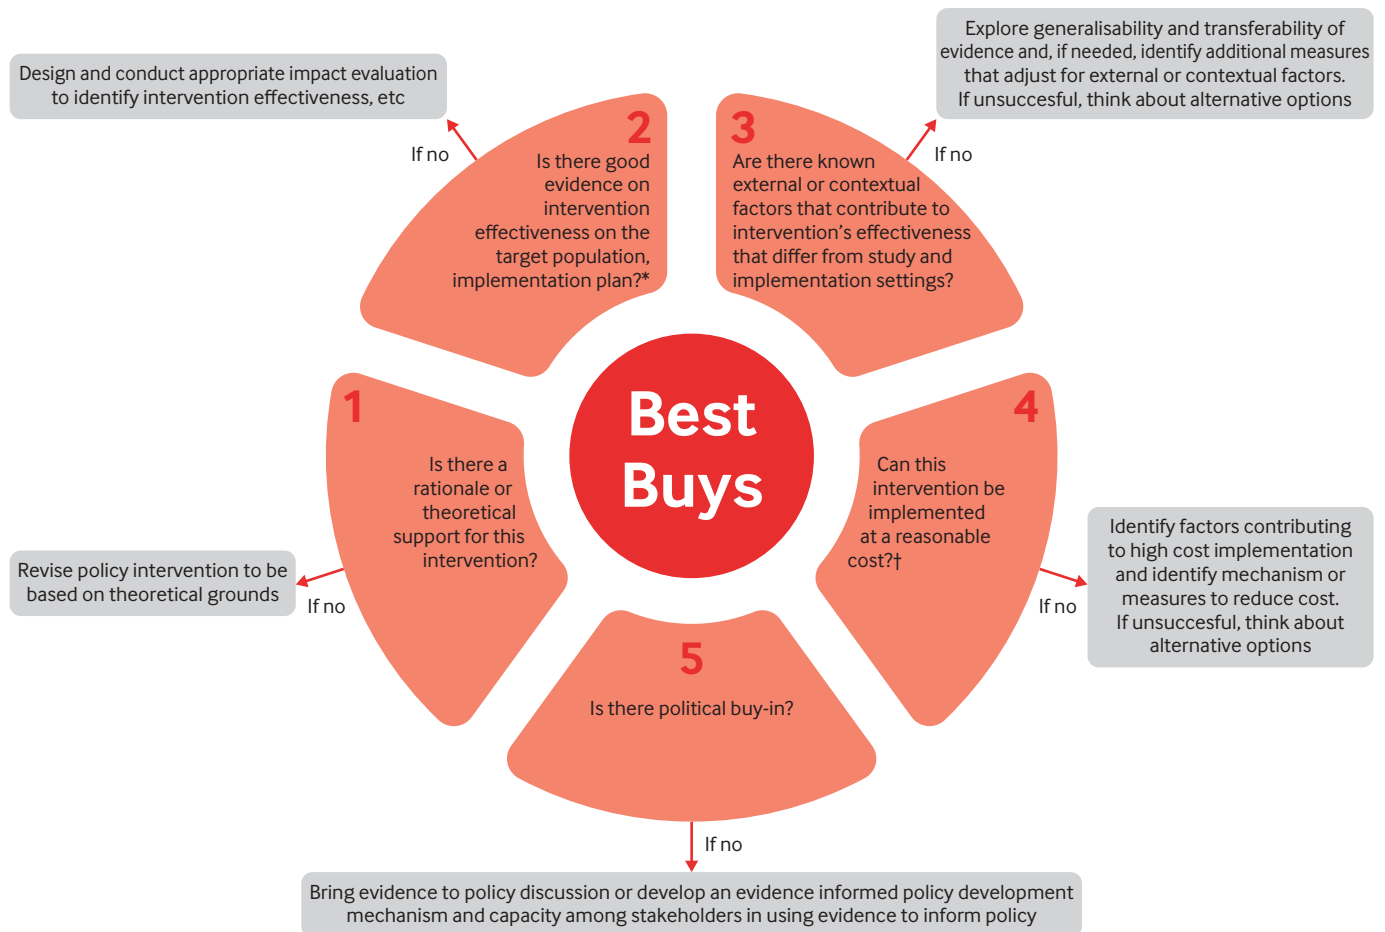 Best
Buys
1
Is there a
rationale or
theoretical
support for this
intervention?
If no
Revise policy intervention to be
based on theoretical grounds
2
Is there good
evidence on
intervention
effectiveness on the
target population,
implementation plan?*
If no
Design and conduct appropriate impact evaluation
to identify intervention effectiveness, etc
3
Are there known
external or contextual
factors that contribute to
intervention's effectiveness
that differ from study and
implementation settings?
If no
Explore generalisability and transferability of
evidence and, if needed, identify additional measures
that adjust for external or contextual factors.
If unsuccesful, think about alternative options
4
Can this
intervention be
implemented
at a reasonable
cost?†
If no
Identify factors contributing
to high cost implementation
and identify mechanism or
measures to reduce cost.
If unsuccesful, think about
alternative options
5
Is there political buy-in?
If no
Bring evidence to policy discussion or develop an evidence informed policy development
mechanism and capacity among stakeholders in using evidence to inform policy